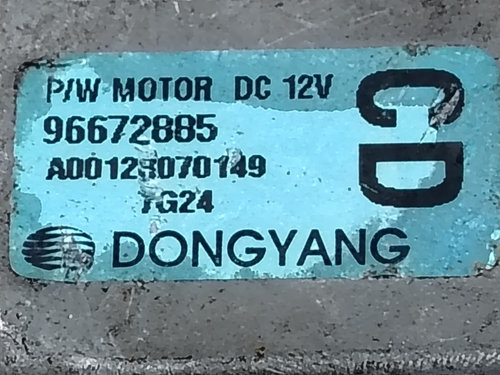 P/W MOTOR DC 12V
96672885
A00128070149
7G24
CD
DONGYANG